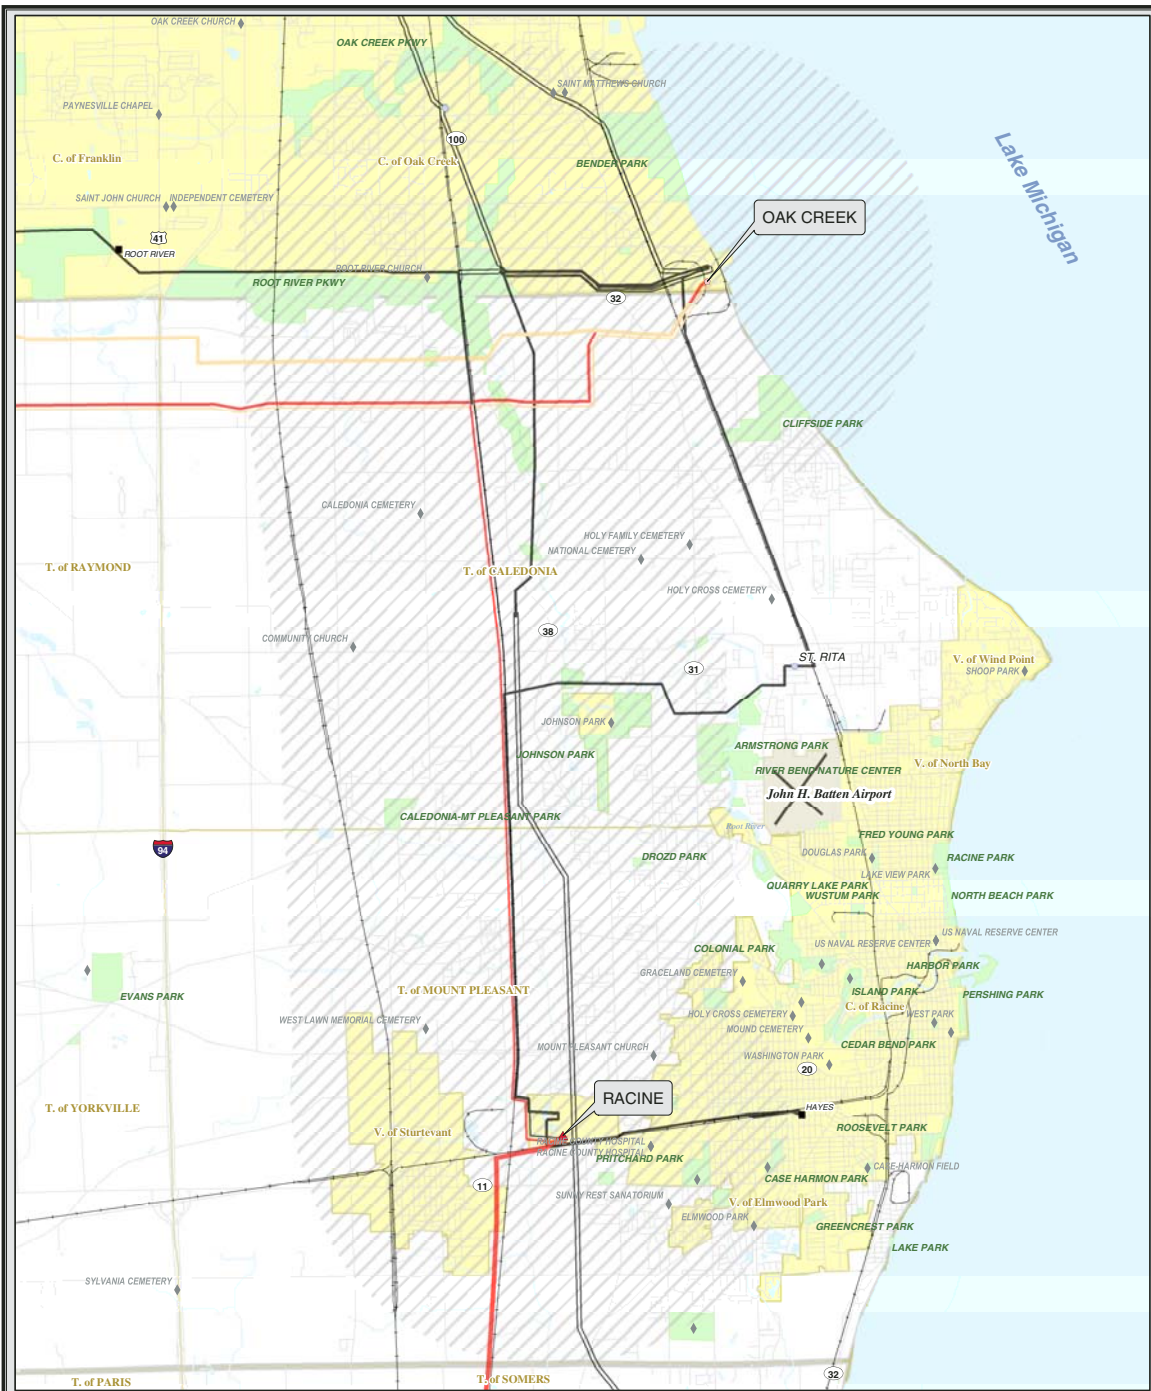 OAK CREEK CHURCH
OAK CREEK PKWY
SAINT MATTHEWS CHURCH
PAYNESVILLE CHAPEL
100
C. of Franklin
C. of Oak Creek
BENDER PARK
Lake Michigan
SAINT JOHN CHURCH
INDEPENDENT CEMETERY
OAK CREEK
41
ROOT RIVER
ROOT RIVER CHURCH
ROOT RIVER PKWY
32
CLIFFSIDE PARK
CALEDONIA CEMETERY
HOLY FAMILY CEMETERY
NATIONAL CEMETERY
T. of RAYMOND
T. of CALEDONIA
HOLY CROSS CEMETERY
38
COMMUNITY CHURCH
ST. RITA
V. of Wind Point
31
SHOOP PARK
JOHNSON PARK
ARMSTRONG PARK
JOHNSON PARK
V. of North Bay
RIVER BEND NATURE CENTER
John H. Batten Airport
CALEDONIA-MT PLEASANT PARK
Root River
FRED YOUNG PARK
94
DOUGLAS PARK
DROZD PARK
RACINE PARK
LAKE VIEW PARK
QUARRY LAKE PARK
WUSTUM PARK
NORTH BEACH PARK
US NAVAL RESERVE CENTER
US NAVAL RESERVE CENTER
COLONIAL PARK
HARBOR PARK
GRACELAND CEMETERY
T. of MOUNT PLEASANT
ISLAND PARK
PERSHING PARK
EVANS PARK
C. of Racine
WEST LAWN MEMORIAL CEMETERY
HOLY CROSS CEMETERY
WEST PARK
MOUND CEMETERY
MOUNT PLEASANT CHURCH
CEDAR BEND PARK
WASHINGTON PARK
20
RACINE
T. of YORKVILLE
HAYES
V. of Sturtevant
ROOSEVELT PARK
RACINE COUNTY HOSPITAL
RACINE COUNTY HOSPITAL
PRITCHARD PARK
CASE-HARMON FIELD
CASE HARMON PARK
11
SUNNY REST SANATORIUM
V. of Elmwood Park
ELMWOOD PARK
GREENCREST PARK
LAKE PARK
SYLVANIA CEMETERY
32
T. of PARIS
T. of SOMERS